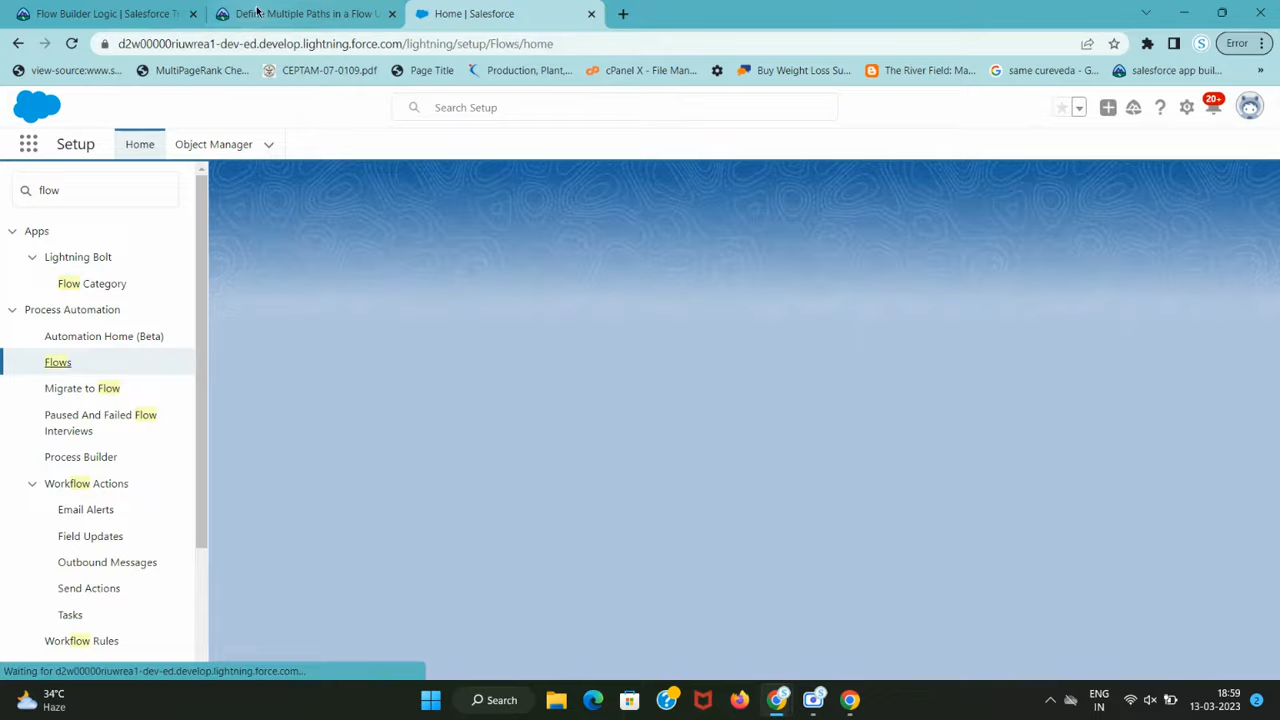 Flow Builder Logic | Salesforce Tr
Define Multiple Paths in a Flow U
Home | Salesforce
d2w00000riuwrea1-dev-ed.develop.lightning.force.com/lightning/setup/Flows/home
Error
view-source:www.s...
MultiPageRank Che...
CEPTAM-07-0109.pdf
Page Title
Production, Plant,...
cPanel X - File Man...
Buy Weight Loss Su...
The River Field: Ma...
same cureveda - G...
salesforce app buil...
»
Search Setup
20+
Setup
Home
Object Manager
flow
Apps
Lightning Bolt
Flow Category
Process Automation
Automation Home (Beta)
Flows
Migrate to Flow
Paused And Failed Flow
Interviews
Process Builder
Workflow Actions
Email Alerts
Field Updates
Outbound Messages
Send Actions
Tasks
Workflow Rules
Waiting for d2w00000riuwrea1-dev-ed.develop.lightning.force.com...
34°C
Haze
Search
ENG
IN
18:59
13-03-2023
2